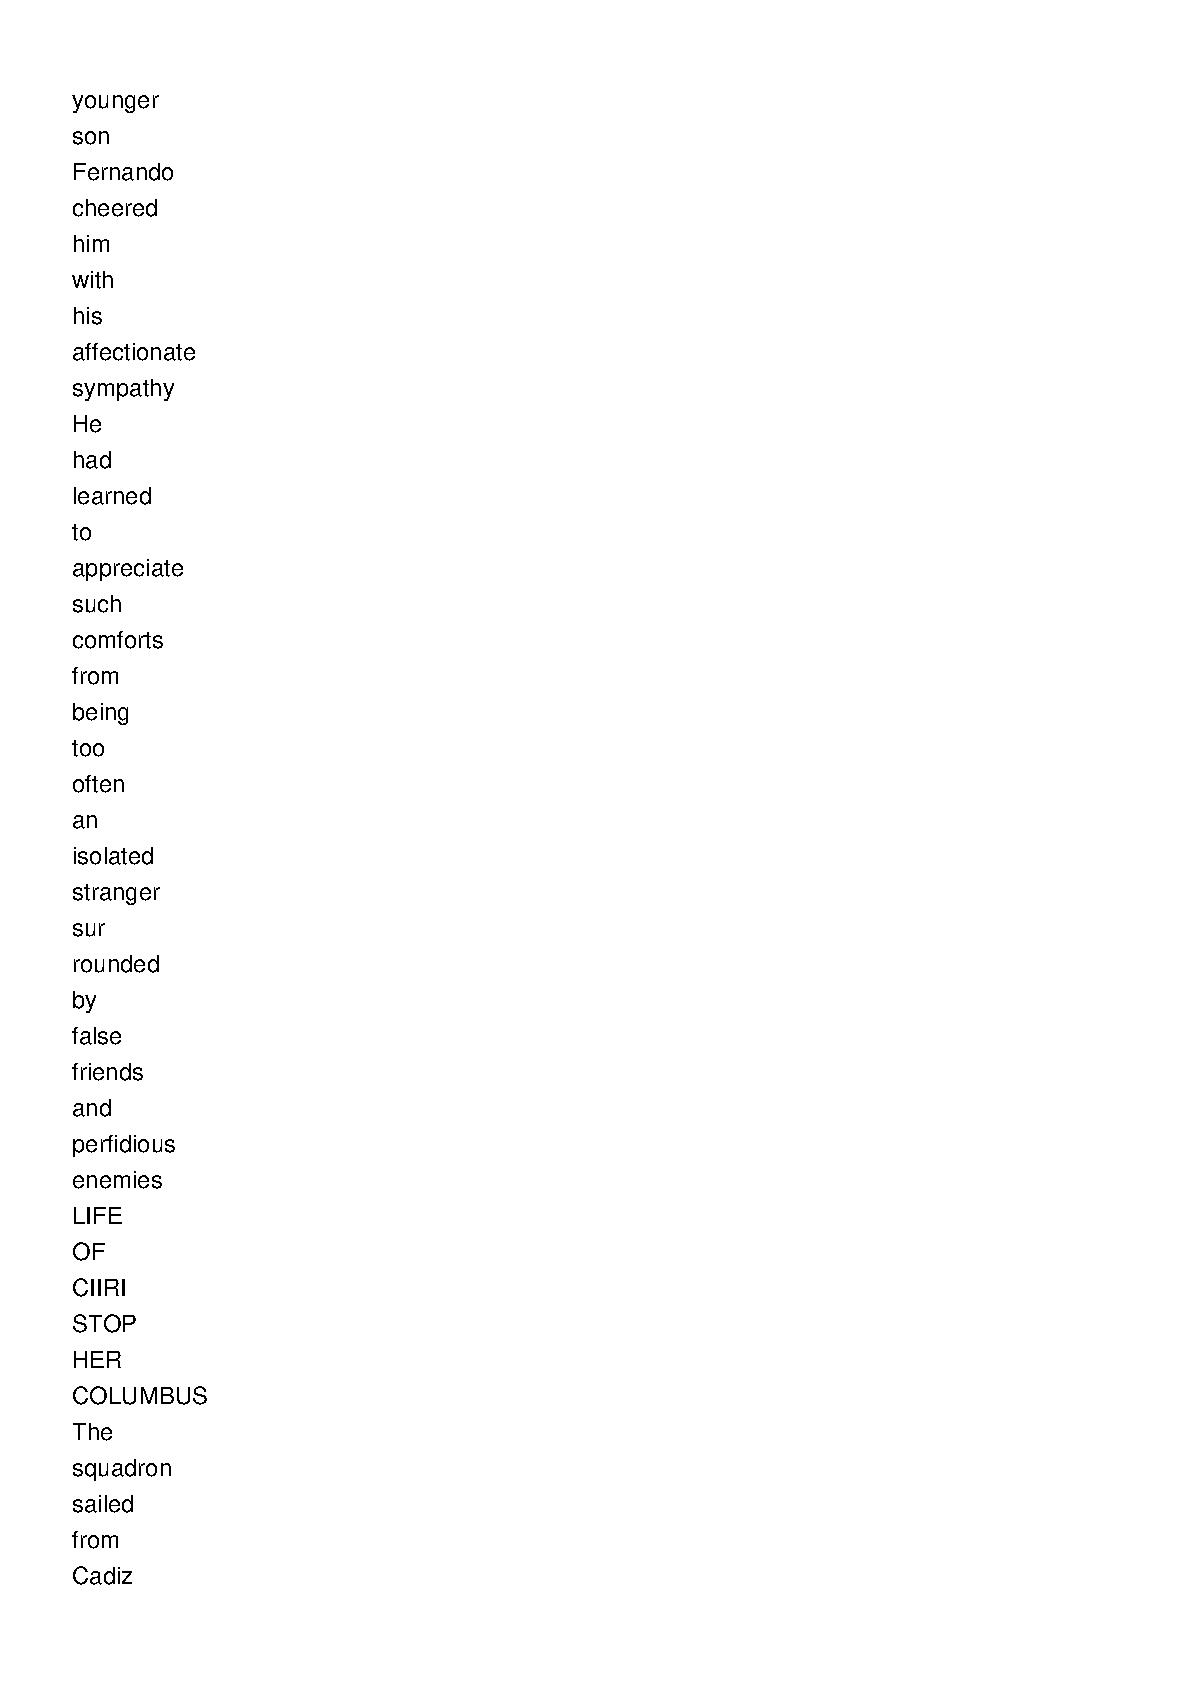 younger
son
Fernando
cheered
him
with
his
affectionate
sympathy
He
had
learned
to
appreciate
such
comforts
from
being
too
often
an
isolated
stranger
sur
rounded
by
false
friends
and
perfidious
enemies
LIFE
OF
CIIRI
STOP
HER
COLUMBUS
The
squadron
sailed
from
Cadiz